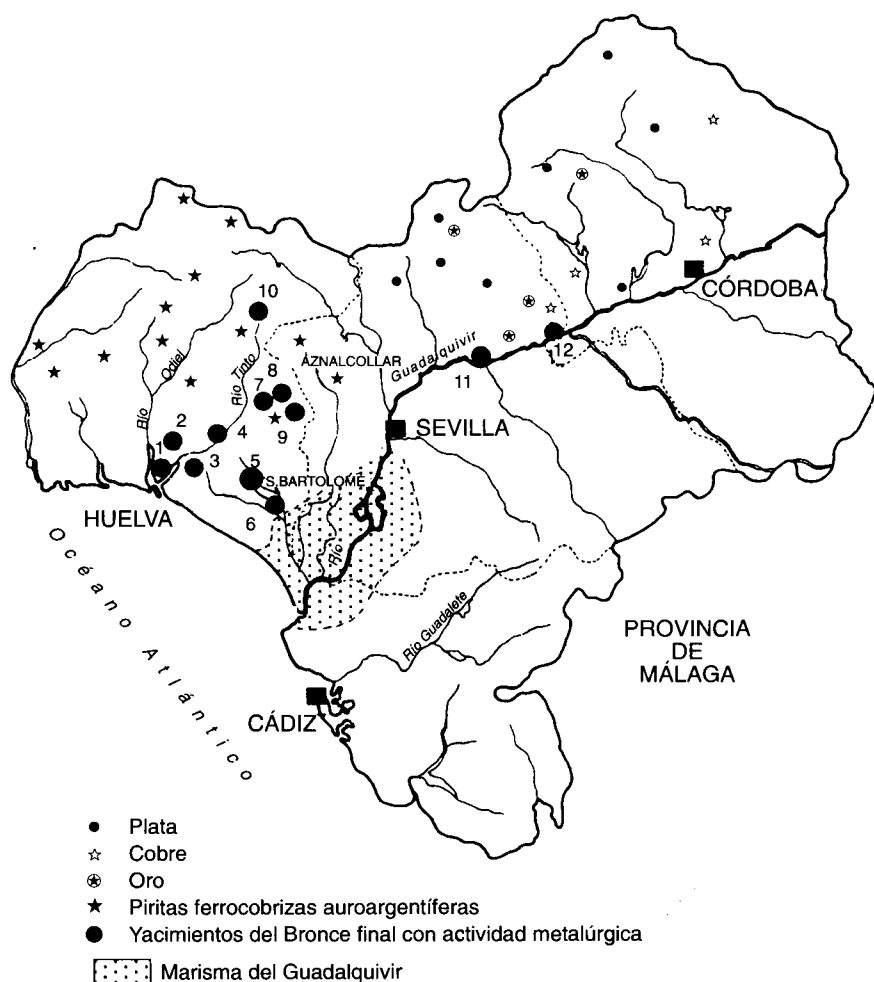 CÓRDOBA
10
Río Odiel
Río Tinto
AZNALCOLLAR
Guadalquivir
12
11
8
7
2
SEVILLA
4
9
1
3
5
S.BARTOLOMÉ
6
HUELVA
Río
Océano Atlántico
Río Guadalete
PROVINCIA
DE
MÁLAGA
CÁDIZ
Plata
Cobre
Oro
Piritas ferrocobrizas auroargentíferas
Yacimientos del Bronce final con actividad metalúrgica
Marisma del Guadalquivir